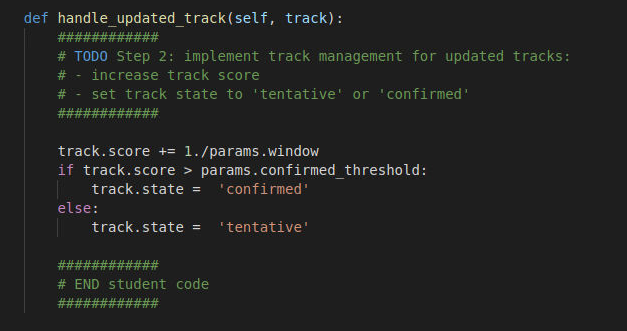 def handle_updated_track(self, track):
############
# TODO Step 2: implement track management for updated tracks:
# - increase track score
# - set track state to 'tentative' or 'confirmed'
############
track.score += 1./params.window
if track.score > params.confirmed_threshold:
track.state =  'confirmed'
else:
track.state =  'tentative'
############
# END student code
############